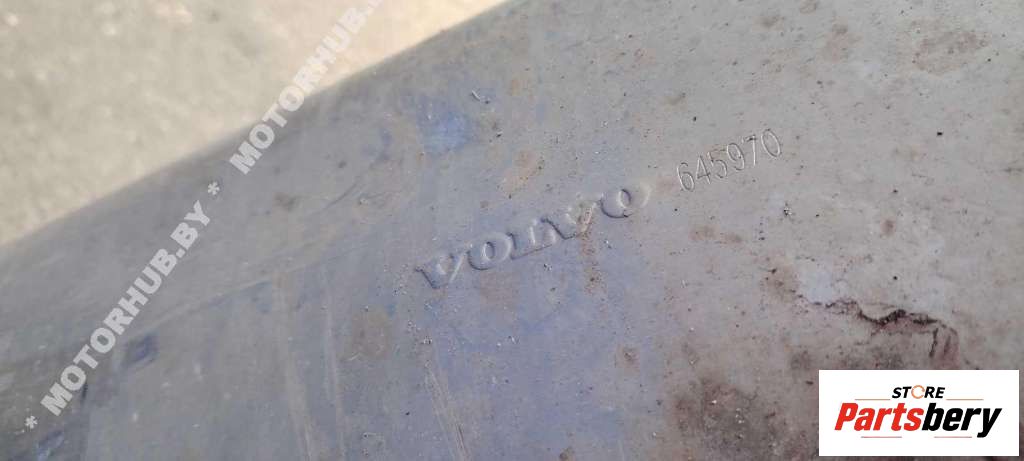 * MOTORHUB.BY * MOTORHUB.BY
VOLVO 645970
STORE
Partsbery